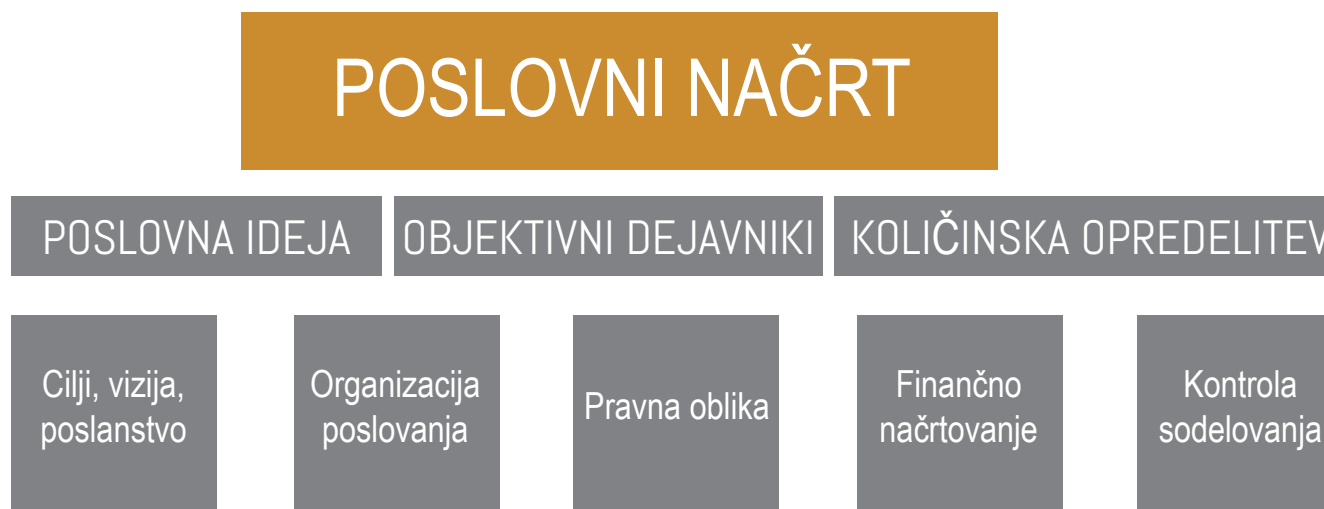 POSLOVNI NAČRT
POSLOVNA IDEJA
OBJEKTIVNI DEJAVNIKI
KOLIČINSKA OPREDELITEV
Cilji, vizija,
poslanstvo
Organizacija
poslovanja
Pravna oblika
Finančno
načrtovanje
Kontrola
sodelovanja